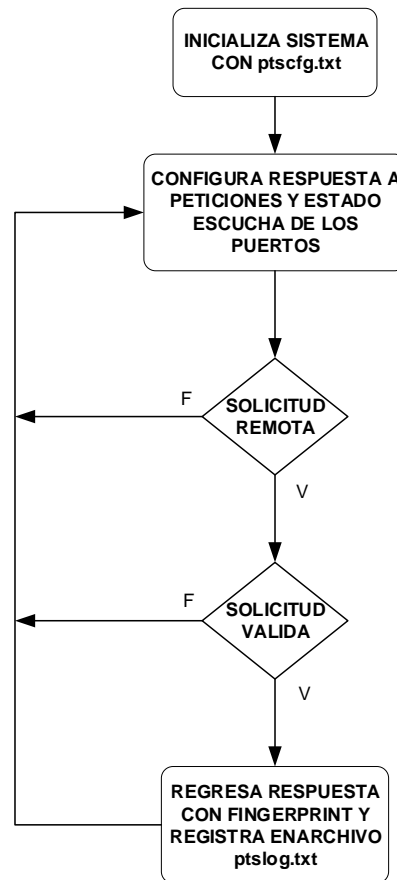 INICIALIZA SISTEMA
CON ptscfg.txt
CONFIGURA RESPUESTA A
PETICIONES Y ESTADO
ESCUCHA DE LOS
PUERTOS
F
SOLICITUD
REMOTA
V
F
SOLICITUD
VALIDA
V
REGRESA RESPUESTA
CON FINGERPRINT Y
REGISTRA ENARCHIVO
ptslog.txt